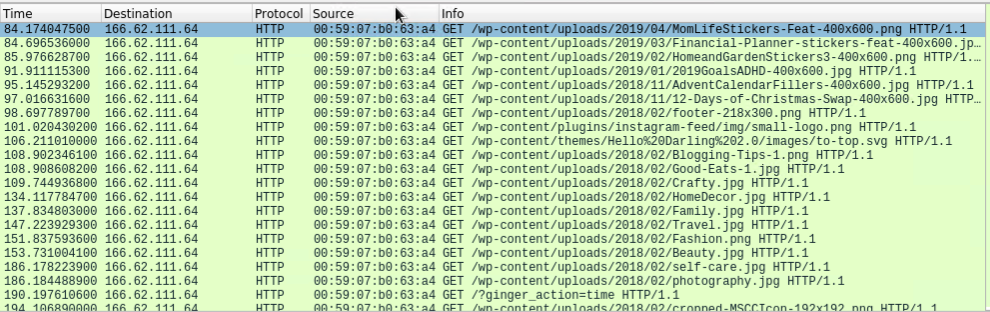 Time Destination Protocol Source Info
84.174047500 166.62.111.64 HTTP 00:59:07:b0:63:a4 GET /wp-content/uploads/2019/04/MomLifeStickers-Feat-400x600.png HTTP/1.1
84.696536000 166.62.111.64 HTTP 00:59:07:b0:63:a4 GET /wp-content/uploads/2019/03/Financial-Planner-stickers-feat-400x600.jp…
85.976628700 166.62.111.64 HTTP 00:59:07:b0:63:a4 GET /wp-content/uploads/2019/02/HomeandGardenStickers3-400x600.png HTTP/1.…
91.911115300 166.62.111.64 HTTP 00:59:07:b0:63:a4 GET /wp-content/uploads/2019/01/2019GoalsADHD-400x600.jpg HTTP/1.1
95.145293200 166.62.111.64 HTTP 00:59:07:b0:63:a4 GET /wp-content/uploads/2018/11/AdventCalendarFillers-400x600.jpg HTTP/1.1
97.016631600 166.62.111.64 HTTP 00:59:07:b0:63:a4 GET /wp-content/uploads/2018/11/12-Days-of-Christmas-Swap-400x600.jpg HTTP…
98.697789700 166.62.111.64 HTTP 00:59:07:b0:63:a4 GET /wp-content/uploads/2018/02/footer-218x300.png HTTP/1.1
101.020430200 166.62.111.64 HTTP 00:59:07:b0:63:a4 GET /wp-content/plugins/instagram-feed/img/small-logo.png HTTP/1.1
106.211010000 166.62.111.64 HTTP 00:59:07:b0:63:a4 GET /wp-content/themes/Hello%20Darling%202.0/images/to-top.svg HTTP/1.1
108.902346100 166.62.111.64 HTTP 00:59:07:b0:63:a4 GET /wp-content/uploads/2018/02/Blogging-Tips-1.png HTTP/1.1
108.908608200 166.62.111.64 HTTP 00:59:07:b0:63:a4 GET /wp-content/uploads/2018/02/Good-Eats-1.jpg HTTP/1.1
109.744936800 166.62.111.64 HTTP 00:59:07:b0:63:a4 GET /wp-content/uploads/2018/02/Crafty.jpg HTTP/1.1
134.117784700 166.62.111.64 HTTP 00:59:07:b0:63:a4 GET /wp-content/uploads/2018/02/HomeDecor.jpg HTTP/1.1
137.834803000 166.62.111.64 HTTP 00:59:07:b0:63:a4 GET /wp-content/uploads/2018/02/Family.jpg HTTP/1.1
147.223929300 166.62.111.64 HTTP 00:59:07:b0:63:a4 GET /wp-content/uploads/2018/02/Travel.jpg HTTP/1.1
151.837593600 166.62.111.64 HTTP 00:59:07:b0:63:a4 GET /wp-content/uploads/2018/02/Fashion.png HTTP/1.1
153.731004100 166.62.111.64 HTTP 00:59:07:b0:63:a4 GET /wp-content/uploads/2018/02/Beauty.jpg HTTP/1.1
186.178223900 166.62.111.64 HTTP 00:59:07:b0:63:a4 GET /wp-content/uploads/2018/02/self-care.jpg HTTP/1.1
186.184488900 166.62.111.64 HTTP 00:59:07:b0:63:a4 GET /wp-content/uploads/2018/02/photography.jpg HTTP/1.1
190.197610600 166.62.111.64 HTTP 00:59:07:b0:63:a4 GET /?ginger_action=time HTTP/1.1
194.106890000 166.62.111.64 HTTP 00:59:07:b0:63:a4 GET /wp-content/uploads/2018/02/cropped-MSCCIcon-192x192.png HTTP/1.1